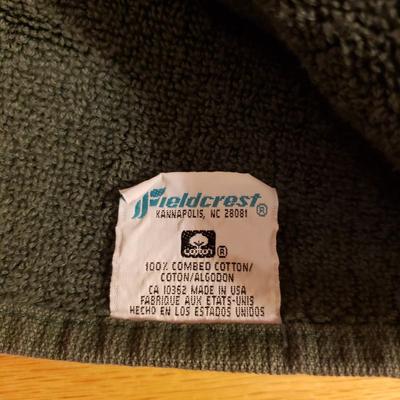 Fieldcrest®
KANNAPOLIS, NC 28081
cotton ®
100% COMBED COTTON/
COTON/ALGODON
CA 10362 MADE IN USA
FABRIQUE AUX ETATS-UNIS
HECHO EN LOS ESTADOS UNIDOS